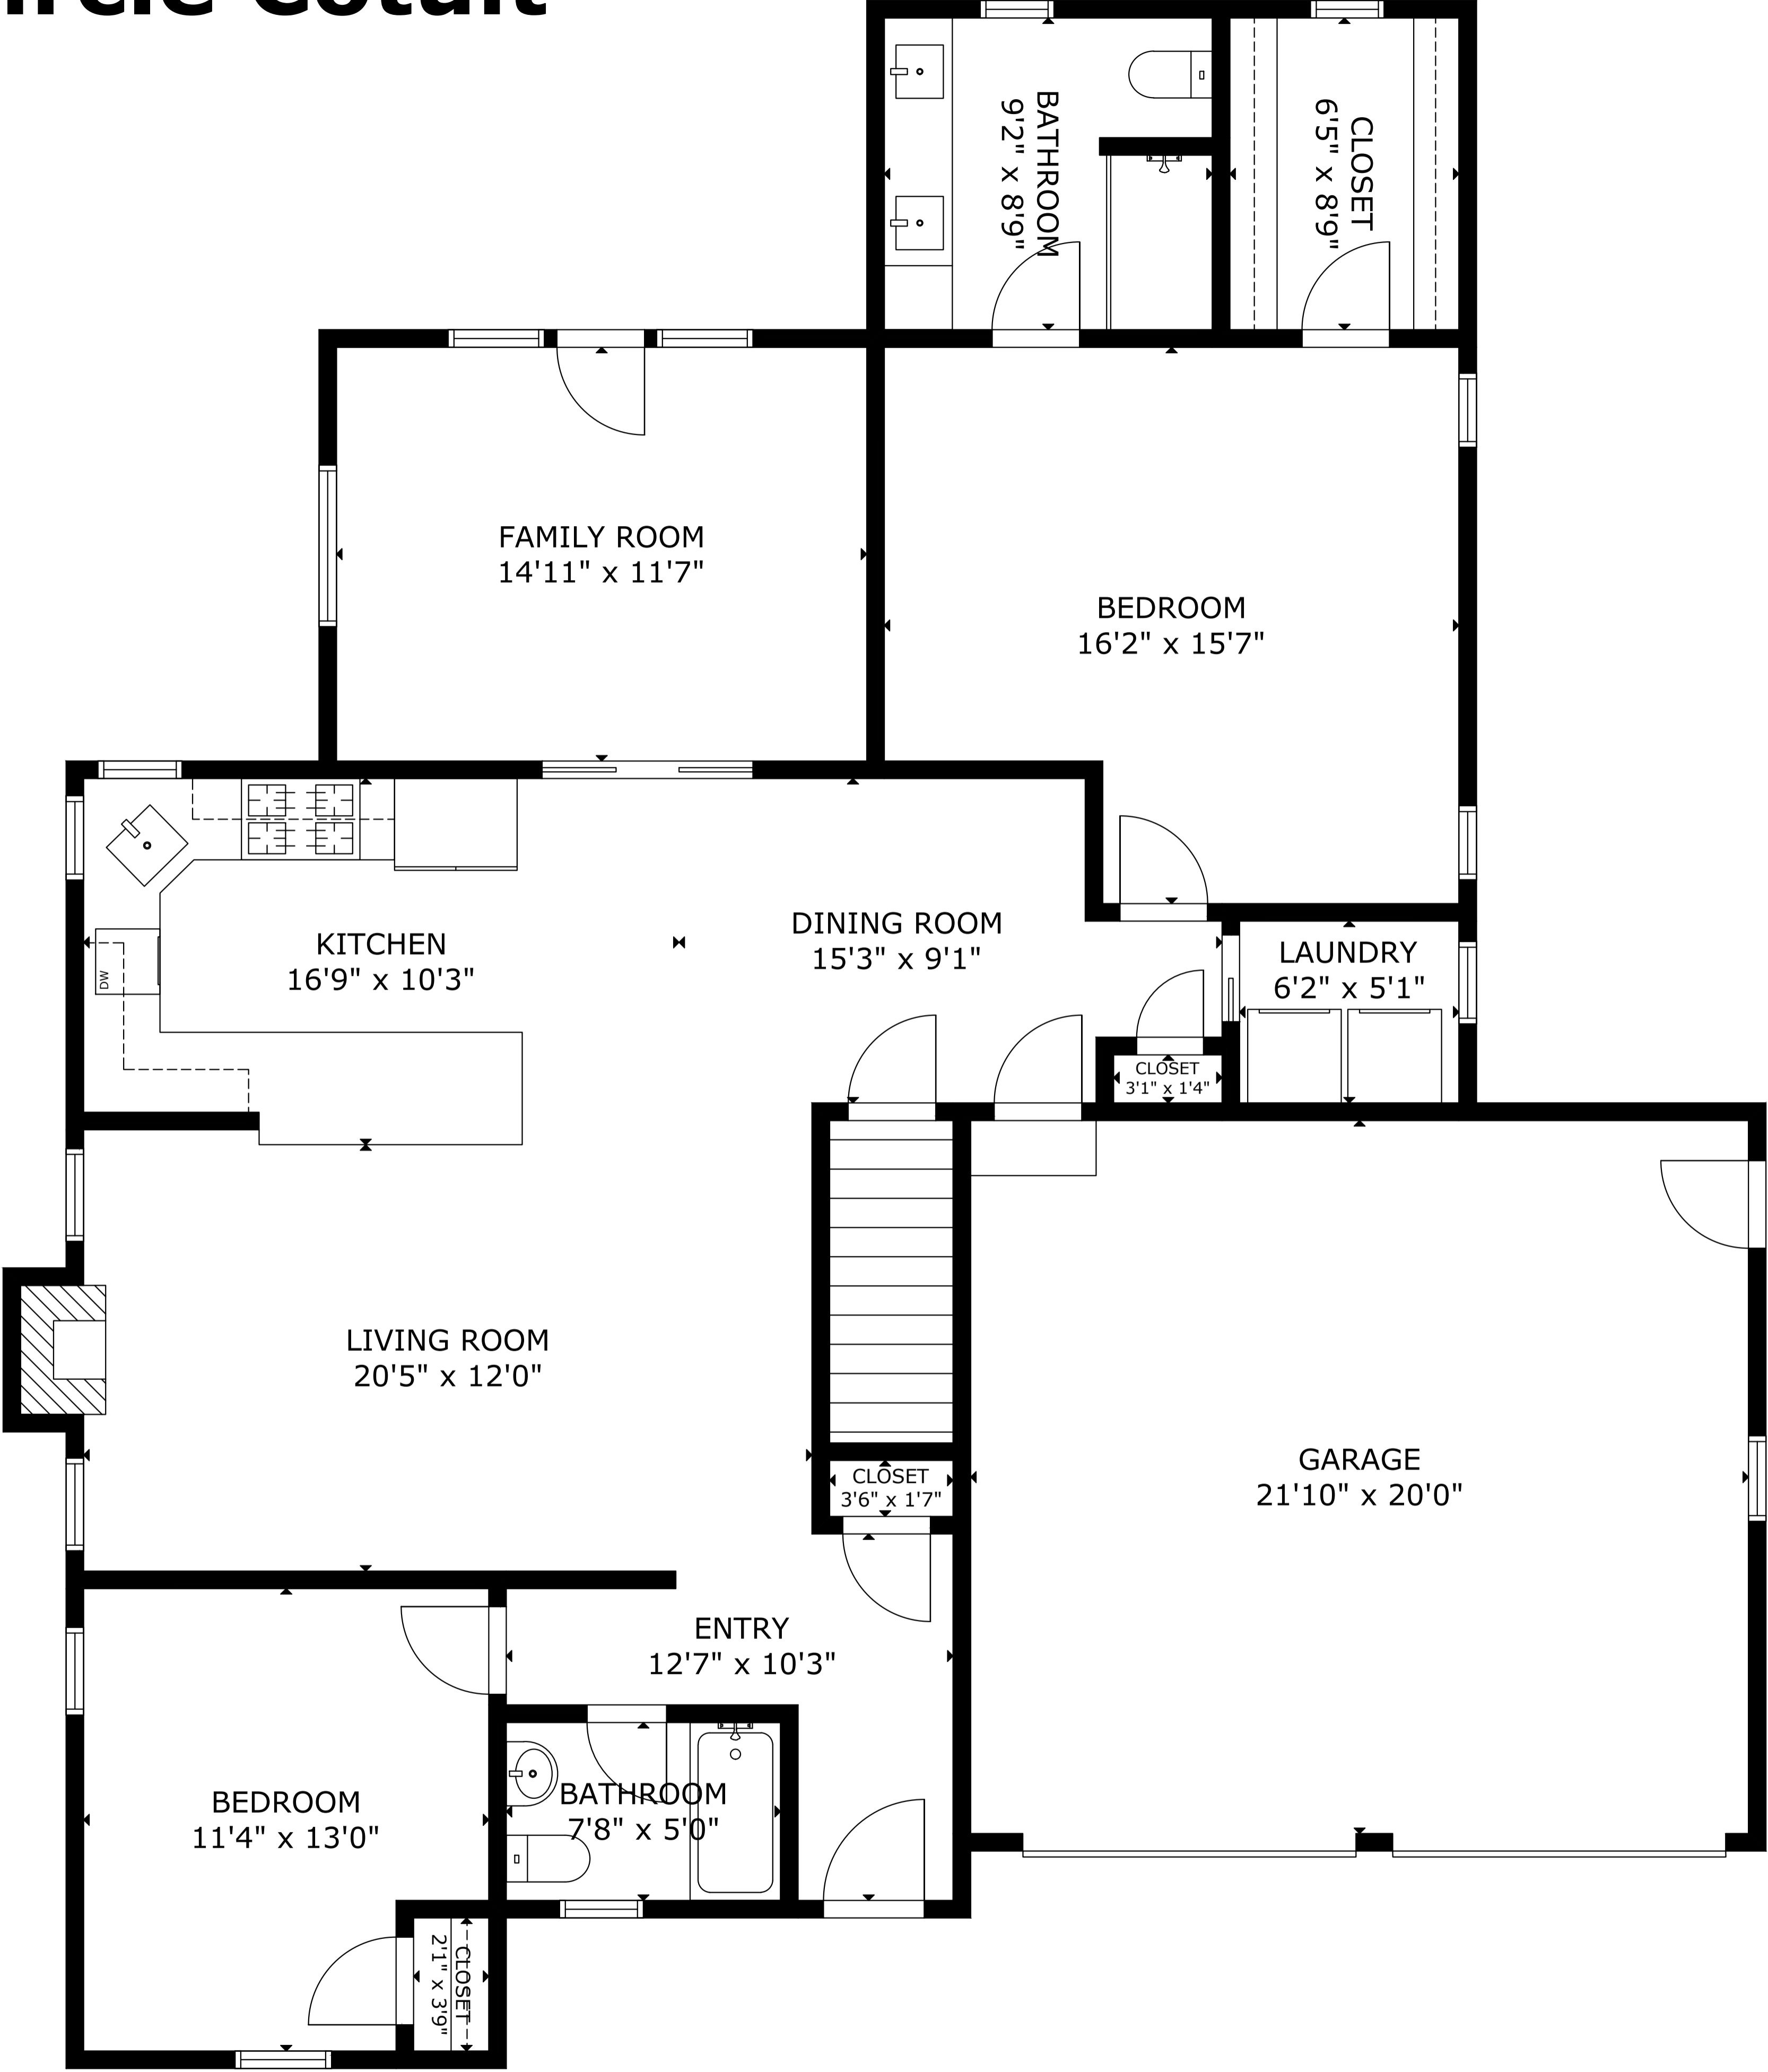 ircle Cotuit
BATHROOM
9'2" x 8'9"
CLOSET
6'5" x 8'9"
FAMILY ROOM
14'11" x 11'7"
BEDROOM
16'2" x 15'7"
KITCHEN
16'9" x 10'3"
DW
DINING ROOM
15'3" x 9'1"
LAUNDRY
6'2" x 5'1"
CLOSET
3'1" x 1'4"
LIVING ROOM
20'5" x 12'0"
CLOSET
3'6" x 1'7"
GARAGE
21'10" x 20'0"
ENTRY
12'7" x 10'3"
BEDROOM
11'4" x 13'0"
BATHROOM
7'8" x 5'0"
CLOSET
2'1" x 3'9"